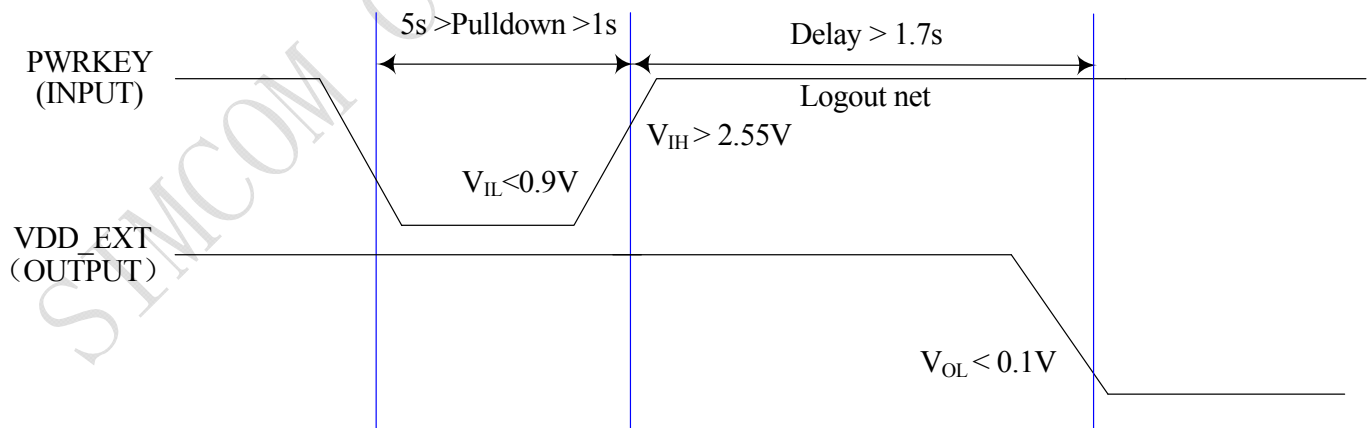 5s >Pulldown >1s
Delay > 1.7s
PWRKEY
(INPUT)
Logout net
VIH > 2.55V
VIL<0.9V
VDD_EXT
（OUTPUT）
VOL < 0.1V
SIMCOM C